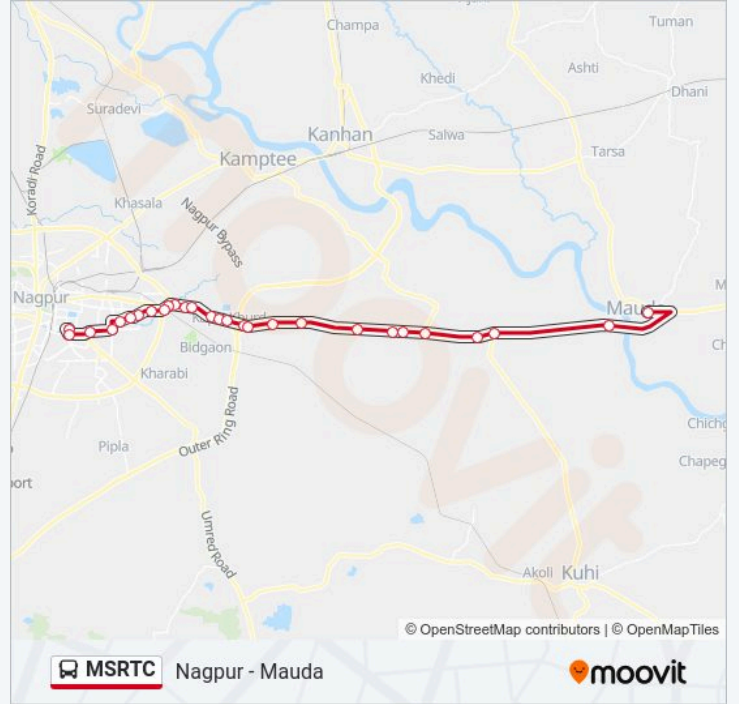 Champa
Tuman
Khedi
Ashti
Dhani
Suradevi
Kanhan
Salwa
Kamptee
Tarsa
Koradi Road
Khasala
Nagpur Bypass
Nagpur
Bidgaon
Kharabi
Outer Ring Road
Pipla
Umred Road
Akoli
Kuhi
moovit
© OpenStreetMap contributors | © OpenMapTiles
MSRTC
Nagpur - Mauda
moovit